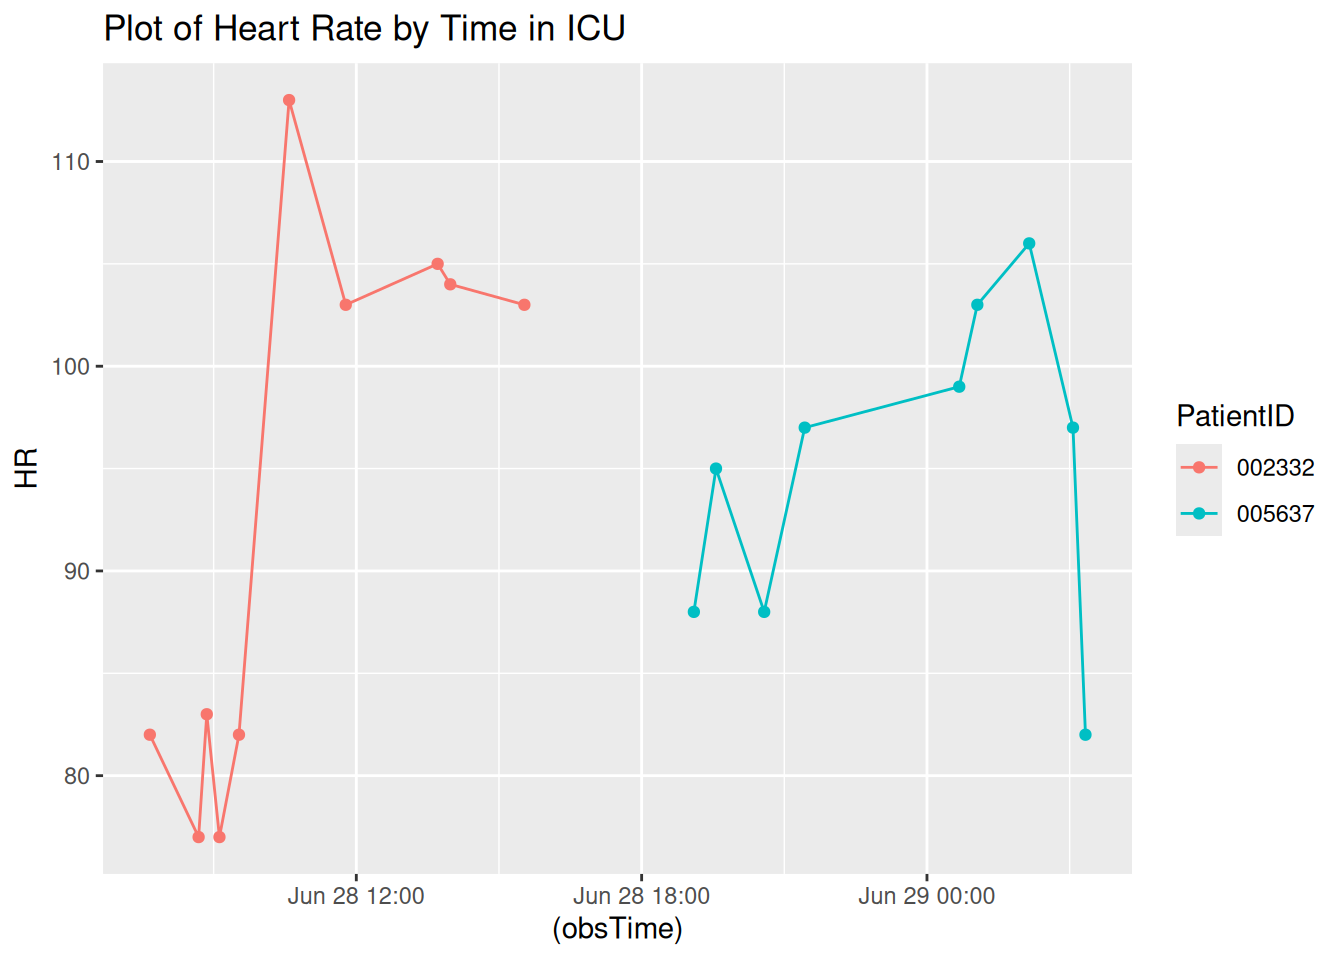 Plot of Heart Rate by Time in ICU
110
100
90
80
HR
Jun 28 12:00
Jun 28 18:00
Jun 29 00:00
(obsTime)
PatientID
002332
005637